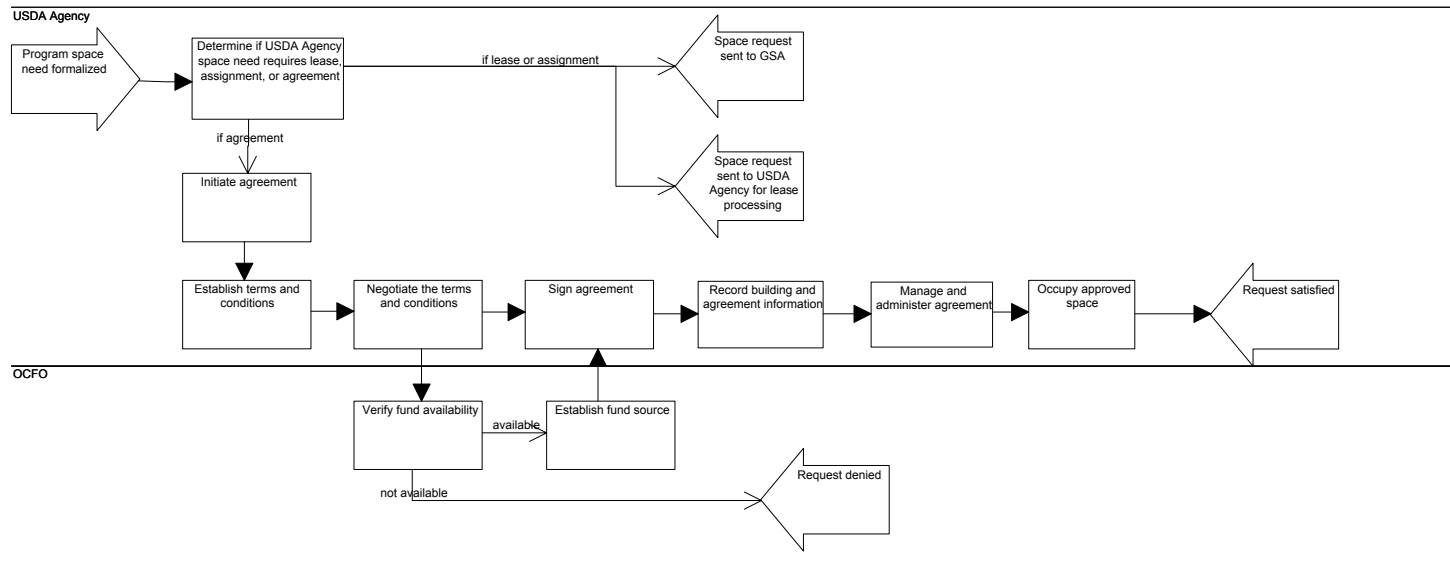 USDA Agency
Program space
need formalized
Determine if USDA Agency
space need requires lease,
assignment, or agreement
if lease or assignment
Space request
sent to GSA
if agreement
Space request
sent to USDA
Agency for lease
processing
Initiate agreement
Establish terms and
conditions
Negotiate the terms
and conditions
Sign agreement
Record building and
agreement information
Manage and
administer agreement
Occupy approved
space
Request satisfied
OCFO
Verify fund availability
available
Establish fund source
not available
Request denied